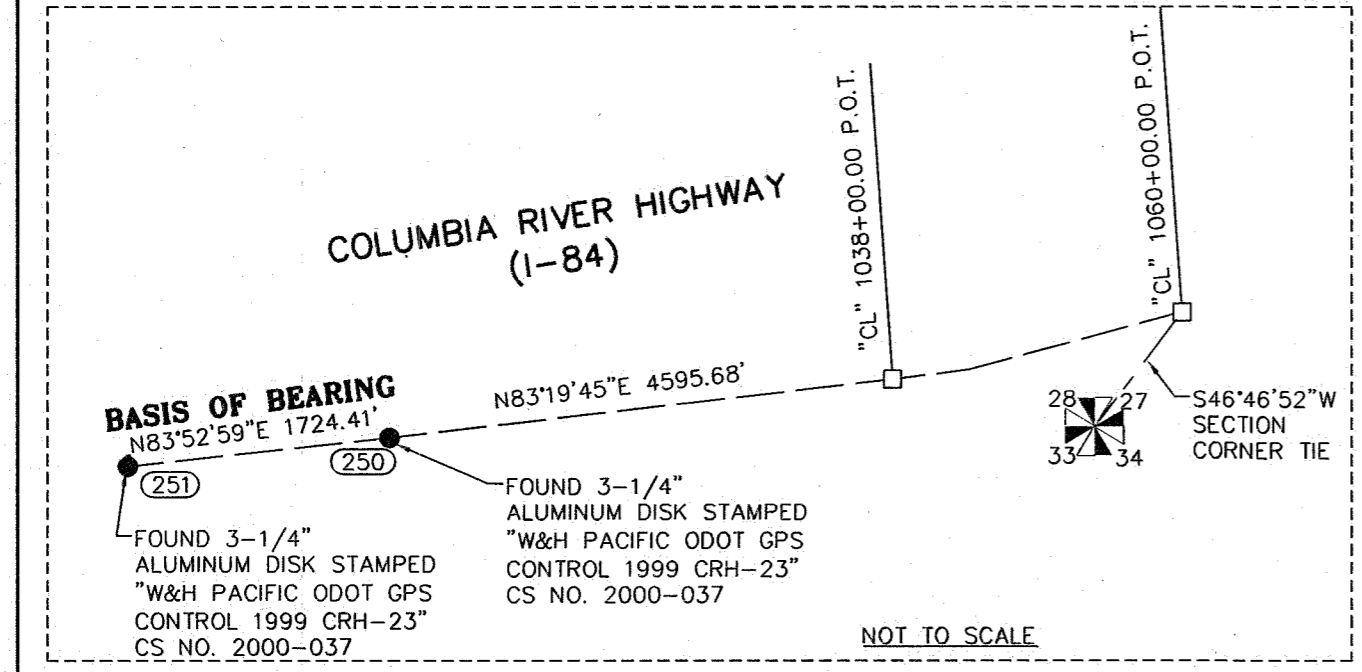 COLUMBIA RIVER HIGHWAY
(I-84)
"CL" 1038+00.00 P.O.T.
"CL" 1060+00.00 P.O.T.
BASIS OF BEARING
N83°52'59"E 1724.41'
N83°19'45"E 4595.68'
251
250
28 27
33 34
S46°46'52"W
SECTION
CORNER TIE
FOUND 3-1/4"
ALUMINUM DISK STAMPED
"W&H PACIFIC ODOT GPS
CONTROL 1999 CRH-23"
CS NO. 2000-037
FOUND 3-1/4"
ALUMINUM DISK STAMPED
"W&H PACIFIC ODOT GPS
CONTROL 1999 CRH-23"
CS NO. 2000-037
NOT TO SCALE